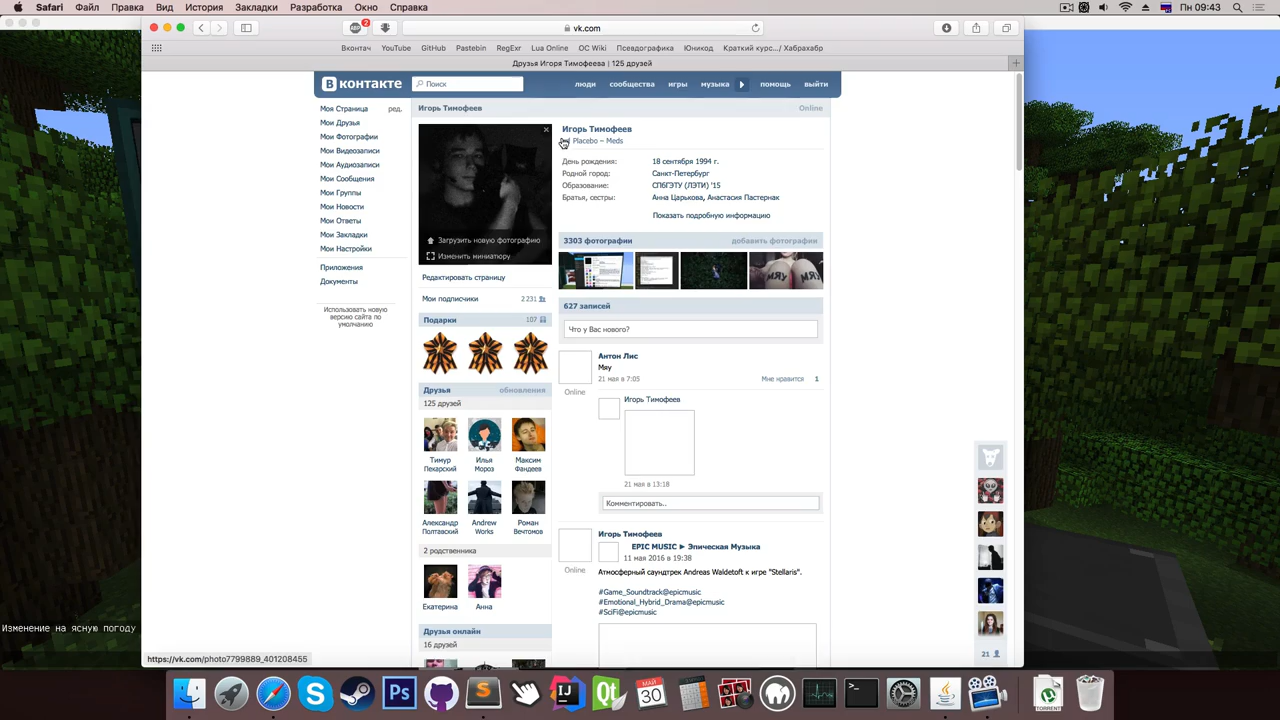 Safari Файл Правка Вид История Закладки Разработка Окно Справка
Пн 09:43
2
vk.com
Вконтач YouTube GitHub Pastebin RegExr Lua Online OC Wiki Псевдографика Юникод Краткий курс.../ Хабрахабр
Друзья Игоря Тимофеева | 125 друзей
В контакте
Поиск
люди сообщества игры музыка помощь выйти
Моя Страница ред.
Мои Друзья
Мои Фотографии
Мои Видеозаписи
Мои Аудиозаписи
Мои Сообщения
Мои Группы
Мои Новости
Мои Ответы
Мои Закладки
Мои Настройки
Приложения
Документы
Использовать новую
версию сайта по
умолчанию
Игорь Тимофеев Online
Загрузить новую фотографию
Изменить миниатюру
Редактировать страницу
Мои подписчики 2 231
Подарки 107
Друзья обновления
125 друзей
Тимур Пекарский
Илья Мороз
Максим Фандеев
Александр Полтавский
Andrew Works
Роман Вечтомов
2 родственника
Екатерина Анна
Друзья онлайн
16 друзей
Игорь Тимофеев
Placebo – Meds
День рождения: 18 сентября 1994 г.
Родной город: Санкт-Петербург
Образование: СПбГЭТУ (ЛЭТИ) '15
Братья, сестры: Анна Царькова, Анастасия Пастернак
Показать подробную информацию
3303 фотографии добавить фотографии
МЯУ
627 записей
Что у Вас нового?
Антон Лис
Мяу
21 мая в 7:05 Мне нравится 1
Online
Игорь Тимофеев
21 мая в 13:18
Комментировать..
Игорь Тимофеев
EPIC MUSIC ► Эпическая Музыка
11 мая 2016 в 19:38
Online
Атмосферный саундтрек Andreas Waldetoft к игре "Stellaris".
#Game_Soundtrack@epicmusic
#Emotional_Hybrid_Drama@epicmusic
#SciFi@epicmusic
21
Изменение на ясную погоду
https://vk.com/photo7799889_401208455
МАЙ
30
TORRENT